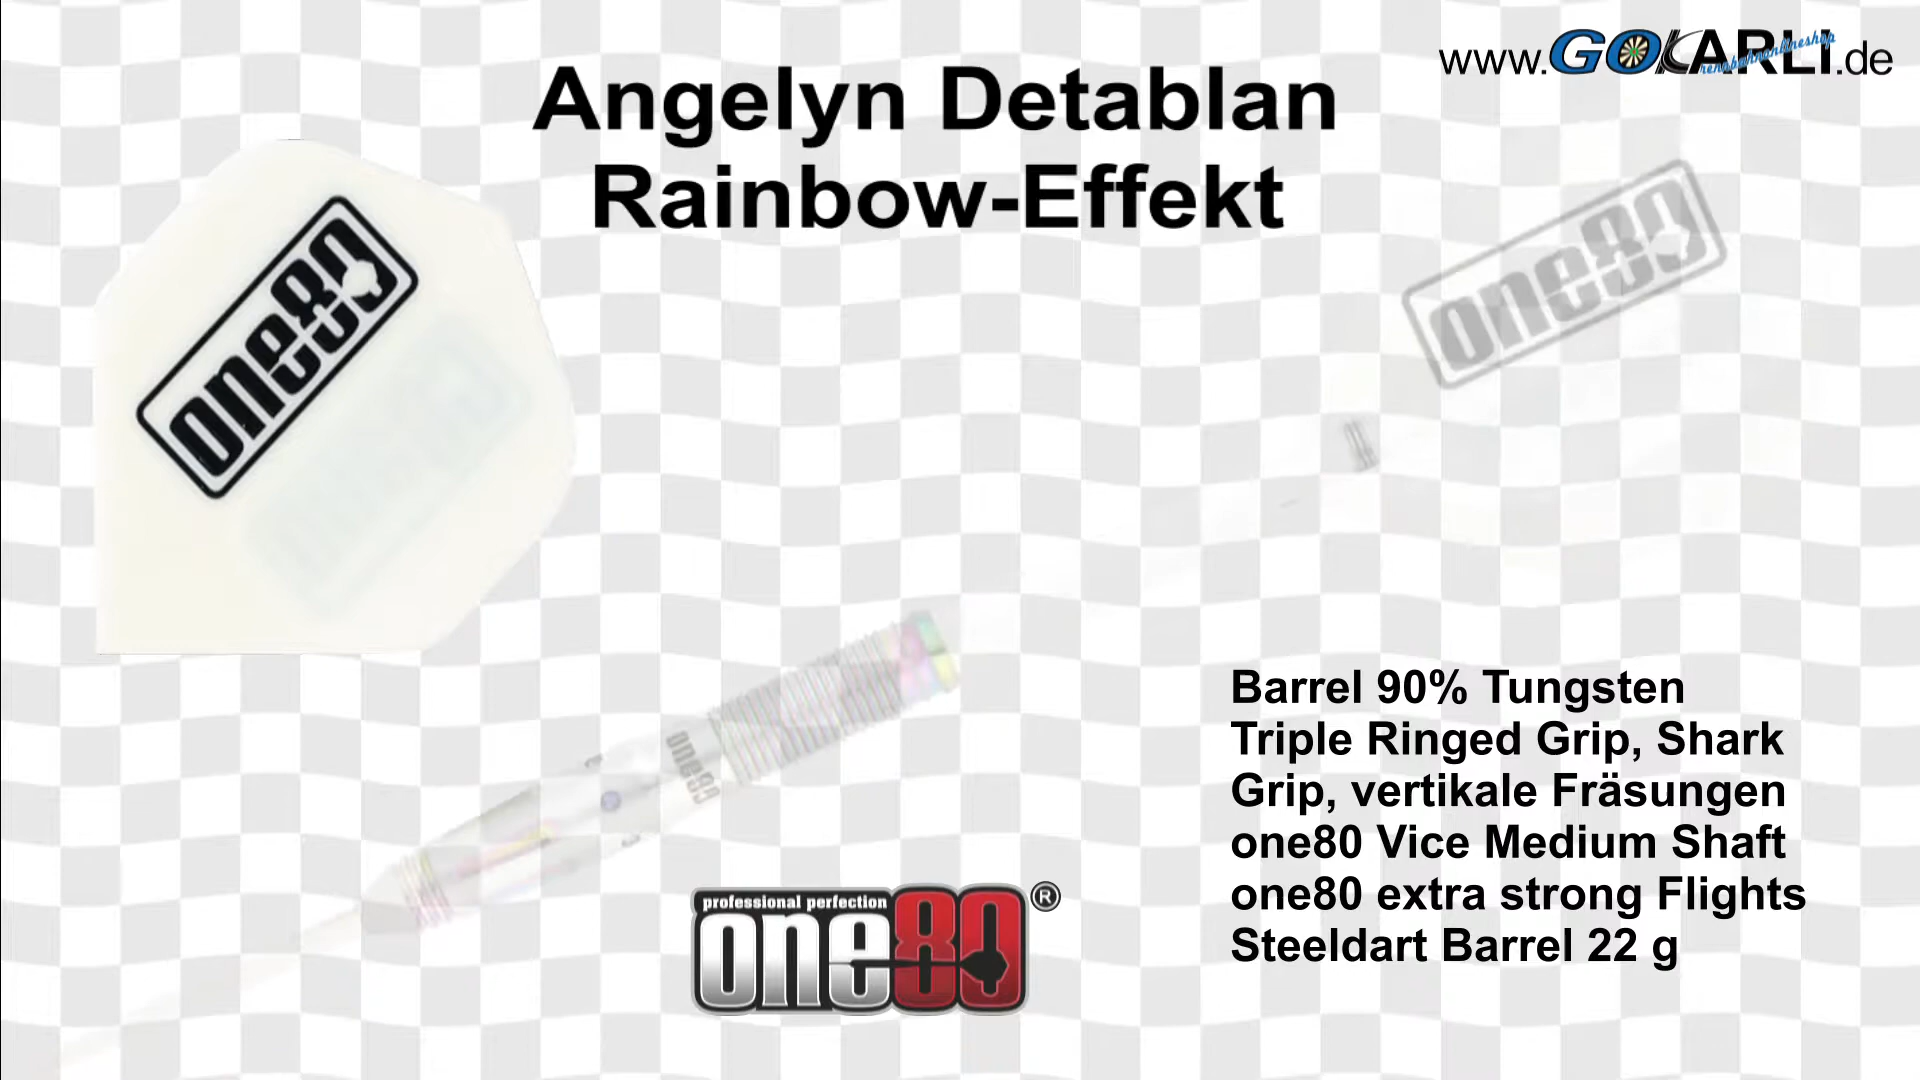 www.GOKARLI.de
rennbahnonlineshop
Angelyn Detablan
Rainbow-Effekt
one80
one80
one80
Barrel 90% Tungsten
Triple Ringed Grip, Shark
Grip, vertikale Fräsungen
one80 Vice Medium Shaft
one80 extra strong Flights
Steeldart Barrel 22 g
professional perfection
one80®